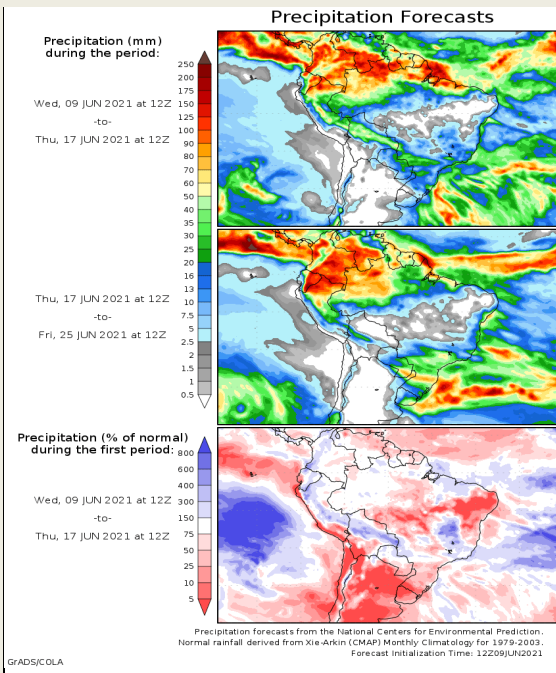 Precipitation Forecasts
Precipitation (mm)
during the period:
Wed, 09 JUN 2021 at 12Z
-to-
Thu, 17 JUN 2021 at 12Z
250
200
175
150
125
100
90
80
70
60
50
40
35
30
25
20
16
13
10
7.5
5
2.5
2
1.5
1
0.5
Thu, 17 JUN 2021 at 12Z
-to-
Fri, 25 JUN 2021 at 12Z
Precipitation (% of normal)
during the first period:
Wed, 09 JUN 2021 at 12Z
-to-
Thu, 17 JUN 2021 at 12Z
800
600
400
300
150
75
50
25
10
5
Precipitation forecasts from the National Centers for Environmental Prediction.
Normal rainfall derived from Xie-Arkin (CMAP) Monthly Climatology for 1979-2003.
Forecast Initialization Time: 12Z09JUN2021
GrADS/COLA